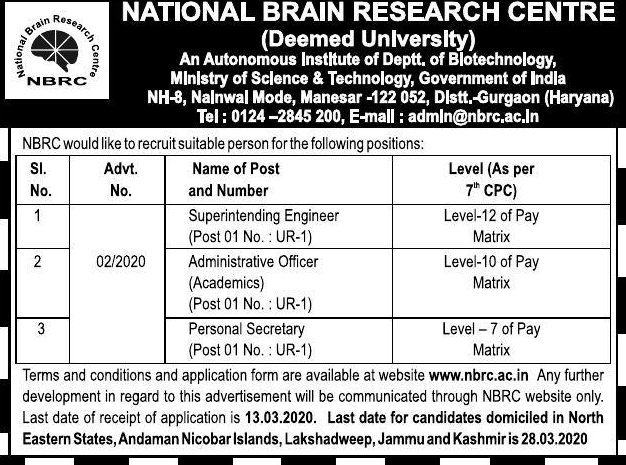 National Brain Research Centre
NBRC
NATIONAL BRAIN RESEARCH CENTRE
(Deemed University)
An Autonomous Institute of Deptt. of Biotechnology,
Ministry of Science & Technology, Government of India
NH-8, Nainwal Mode, Manesar -122 052, Distt.-Gurgaon (Haryana)
Tel : 0124 –2845 200, E-mail : admin@nbrc.ac.in
NBRC would like to recruit suitable person for the following positions:
Sl. No. Advt. No. Name of Post and Number Level (As per 7th CPC)
1 Superintending Engineer Level-12 of Pay
(Post 01 No. : UR-1) Matrix
2 02/2020 Administrative Officer Level-10 of Pay
(Academics) Matrix
(Post 01 No. : UR-1)
3 Personal Secretary Level – 7 of Pay
(Post 01 No. : UR-1) Matrix
Terms and conditions and application form are available at website www.nbrc.ac.in Any further
development in regard to this advertisement will be communicated through NBRC website only.
Last date of receipt of application is 13.03.2020. Last date for candidates domiciled in North
Eastern States, Andaman Nicobar Islands, Lakshadweep, Jammu and Kashmir is 28.03.2020